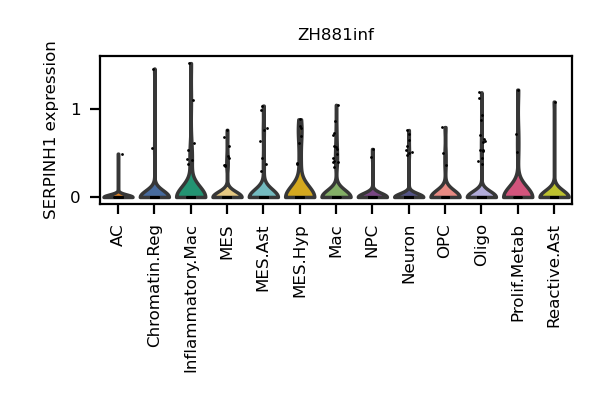 ZH881inf
SERPINH1 expression
1
0
AC
Chromatin.Reg
Inflammatory.Mac
MES
MES.Ast
MES.Hyp
Mac
NPC
Neuron
OPC
Oligo
Prolif.Metab
Reactive.Ast